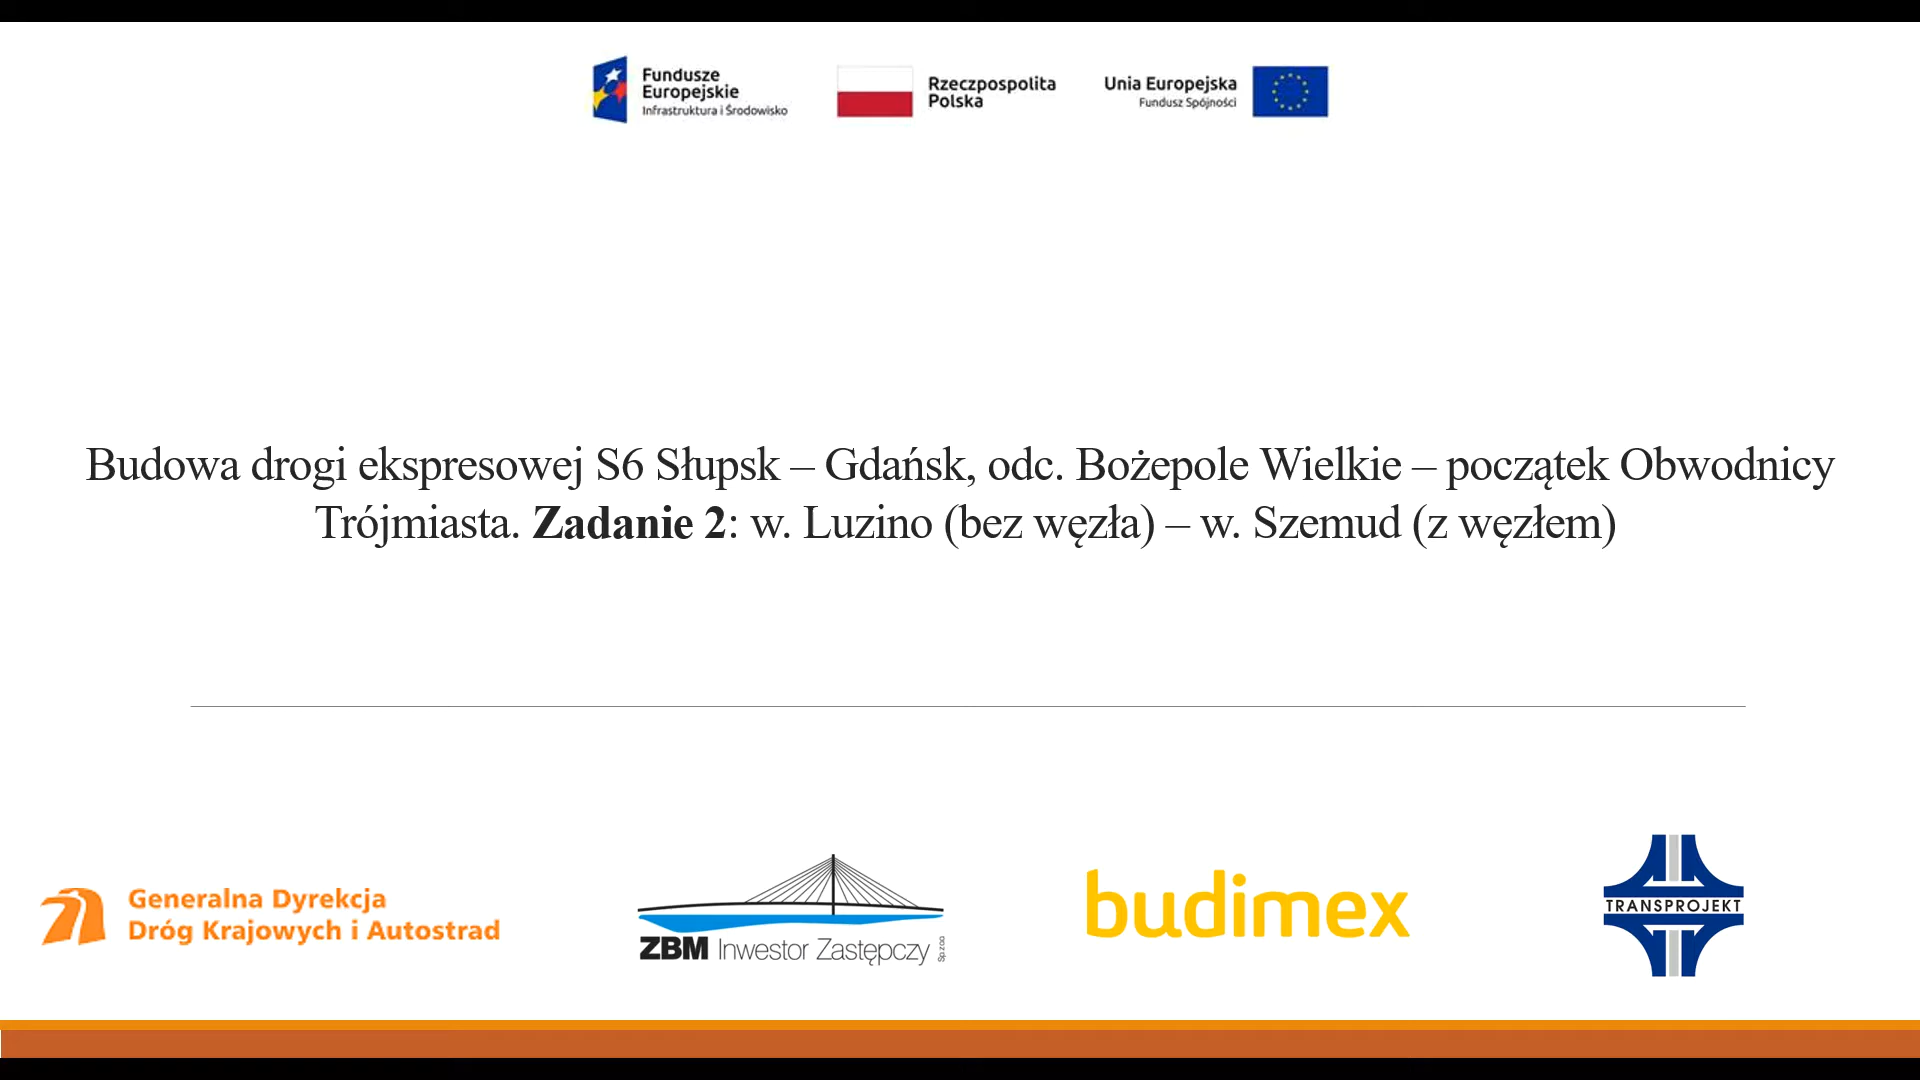 Fundusze
Europejskie
Infrastruktura i Środowisko
Rzeczpospolita
Polska
Unia Europejska
Fundusz Spójności
Budowa drogi ekspresowej S6 Słupsk – Gdańsk, odc. Bożepole Wielkie – początek Obwodnicy
Trójmiasta. Zadanie 2: w. Luzino (bez węzła) – w. Szemud (z węzłem)
Generalna Dyrekcja
Dróg Krajowych i Autostrad
ZBM Inwestor Zastępczy Sp z o.o
budimex
TRANSPROJEKT